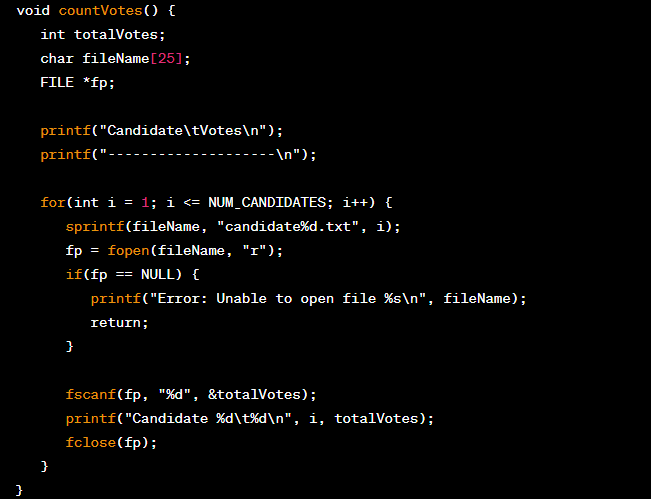 void countVotes() {
int totalVotes;
char fileName[25];
FILE *fp;
printf("Candidate\tVotes\n");
printf("--------------------\n");
for(int i = 1; i <= NUM_CANDIDATES; i++) {
sprintf(fileName, "candidate%d.txt", i);
fp = fopen(fileName, "r");
if(fp == NULL) {
printf("Error: Unable to open file %s\n", fileName);
return;
}
fscanf(fp, "%d", &totalVotes);
printf("Candidate %d\t%d\n", i, totalVotes);
fclose(fp);
}
}